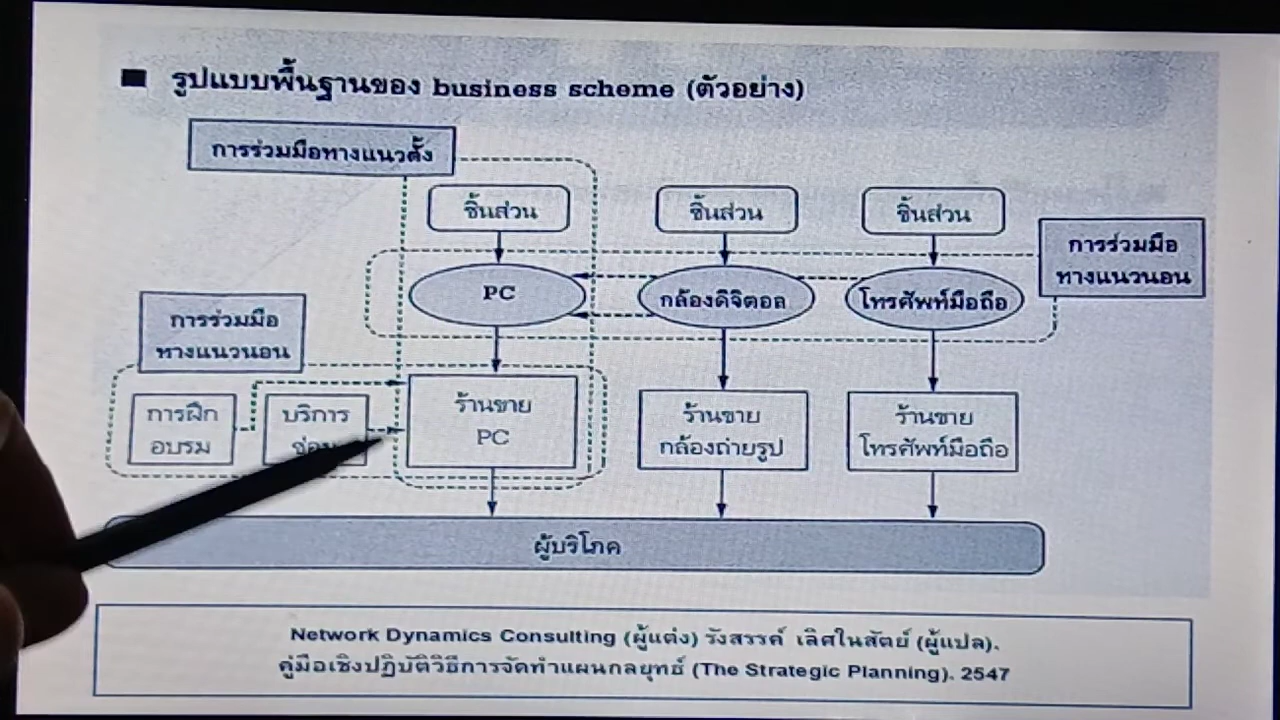 รูปแบบพื้นฐานของ business scheme (ตัวอย่าง)
การร่วมมือทางแนวตั้ง
ชิ้นส่วน
ชิ้นส่วน
ชิ้นส่วน
การร่วมมือ
ทางแนวนอน
PC
กล้องดิจิตอล
โทรศัพท์มือถือ
การร่วมมือ
ทางแนวนอน
การฝึก
อบรม
บริการ
ร้านขาย
PC
ร้านขาย
กล้องถ่ายรูป
ร้านขาย
โทรศัพท์มือถือ
ผู้บริโภค
Network Dynamics Consulting (ผู้แต่ง) รังสรรค์ เลิศในสัตย์ (ผู้แปล).
คู่มือเชิงปฏิบัติวิธีการจัดทำแผนกลยุทธ์ (The Strategic Planning). 2547